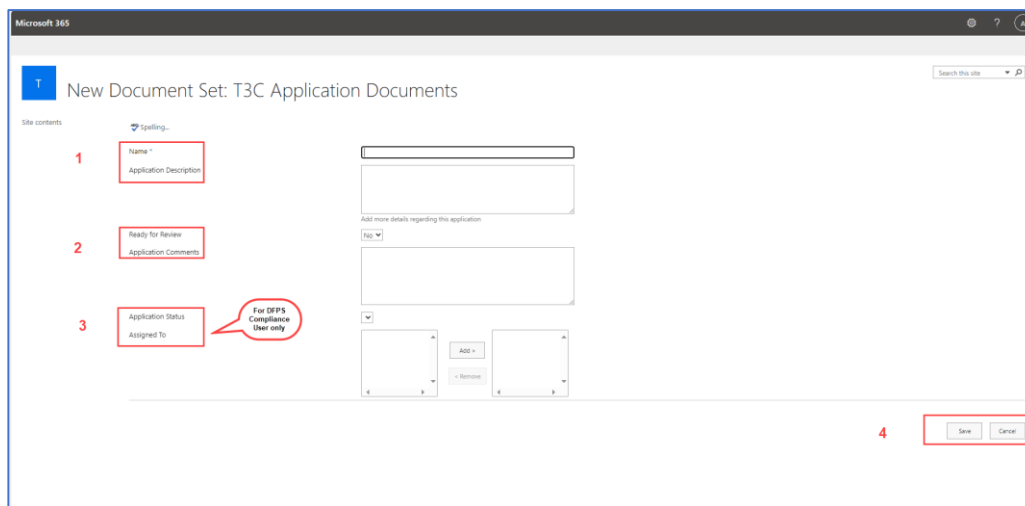 Microsoft 365
?
A
T
New Document Set: T3C Application Documents
Search this site
Site contents
Spelling...
1
Name *
Application Description
Add more details regarding this application
2
Ready for Review
No
Application Comments
3
Application Status
Assigned To
For DFPS
Compliance
User only
Add >
< Remove
4
Save
Cancel